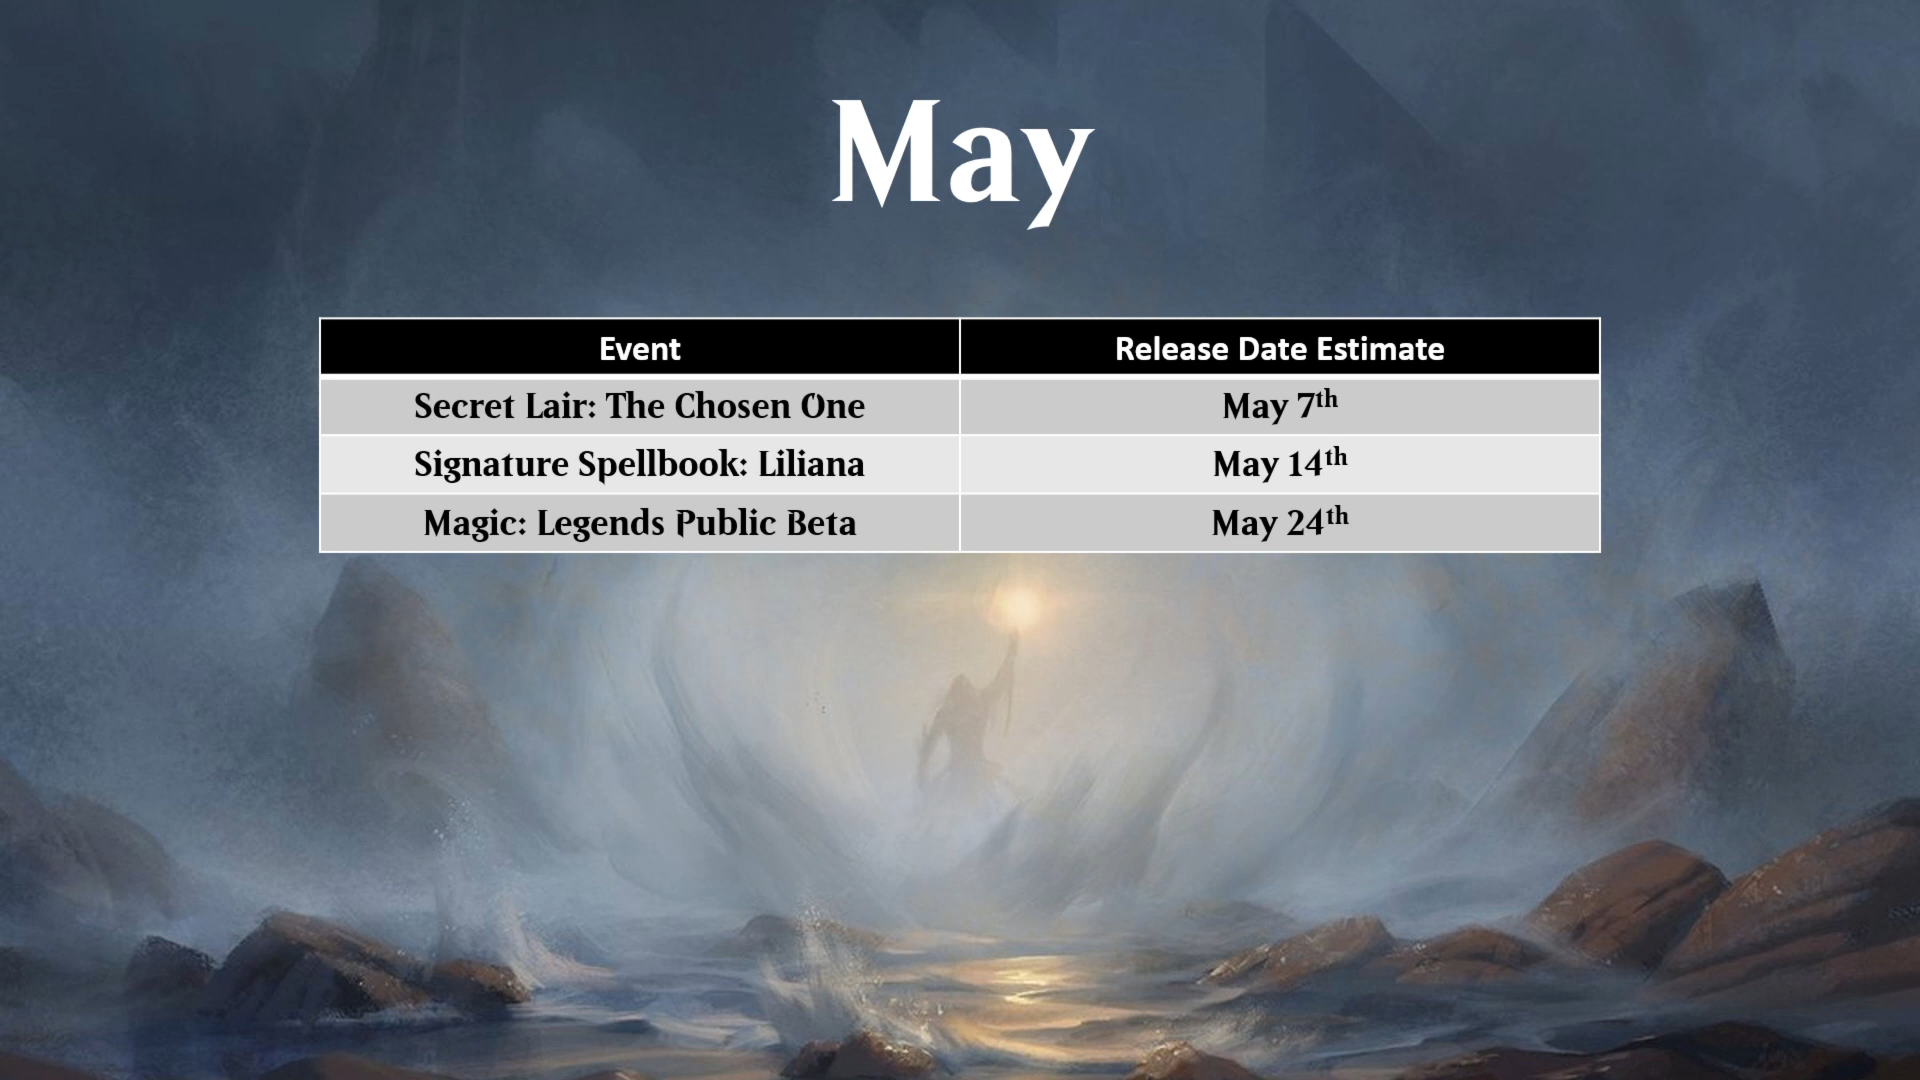 May
Event Release Date Estimate
Secret Lair: The Chosen One May 7th
Signature Spellbook: Liliana May 14th
Magic: Legends Public Beta May 24th